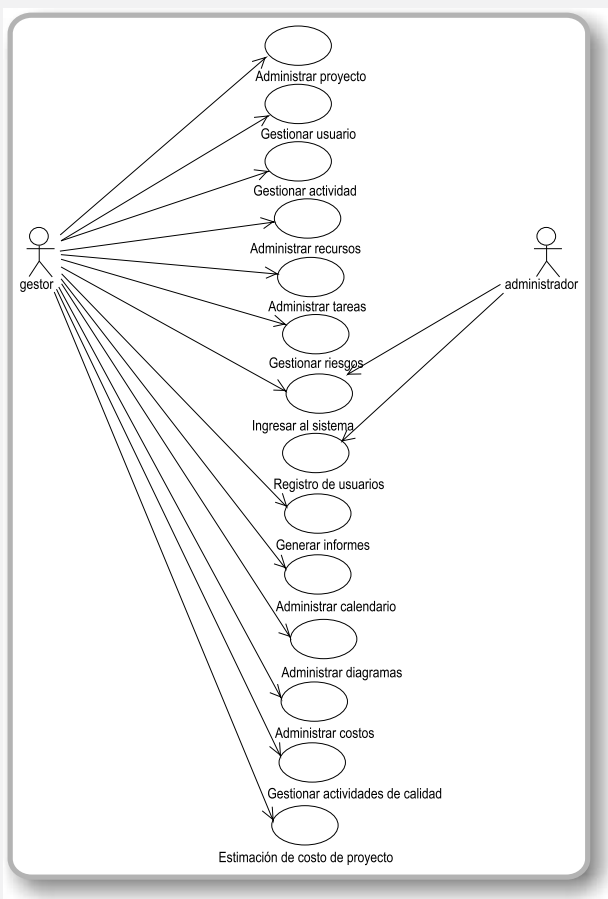 Administrar proyecto
Gestionar usuario
Gestionar actividad
Administrar recursos
gestor
administrador
Administrar tareas
Gestionar riesgos
Ingresar al sistema
Registro de usuarios
Generar informes
Administrar calendario
Administrar diagramas
Administrar costos
Gestionar actividades de calidad
Estimación de costo de proyecto